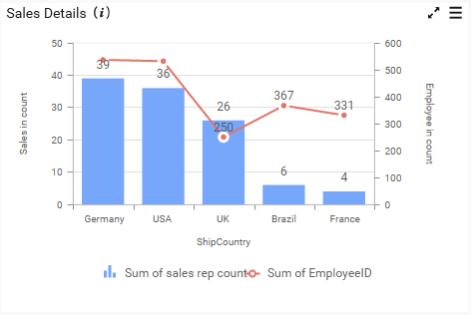 Sales Details (i)
50 600
40 500
30 400
20 300
10 200
0 100
0
Sales in count
Employee in count
39 36 26 6 4
250 367 331
Germany USA UK Brazil France
ShipCountry
Sum of sales rep count Sum of EmployeeID